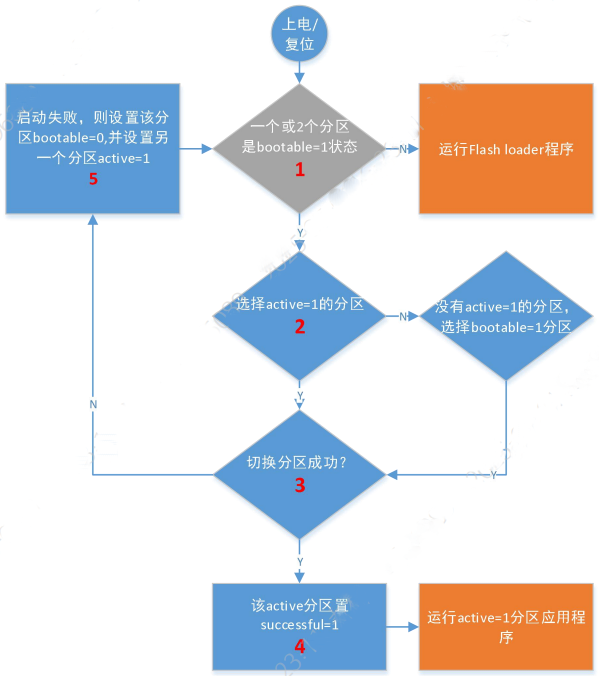 上电/
复位
启动失败，则设置该分
区bootable=0,并设置另
一个分区active=1
5
一个或2个分区
是bootable=1状态
1
N
运行Flash loader程序
Y
选择active=1的分区
2
N
没有active=1的分区，
选择bootable=1分区
Y
N
切换分区成功？
3
Y
Y
该active分区置
successful=1
4
运行active=1分区应用程
序